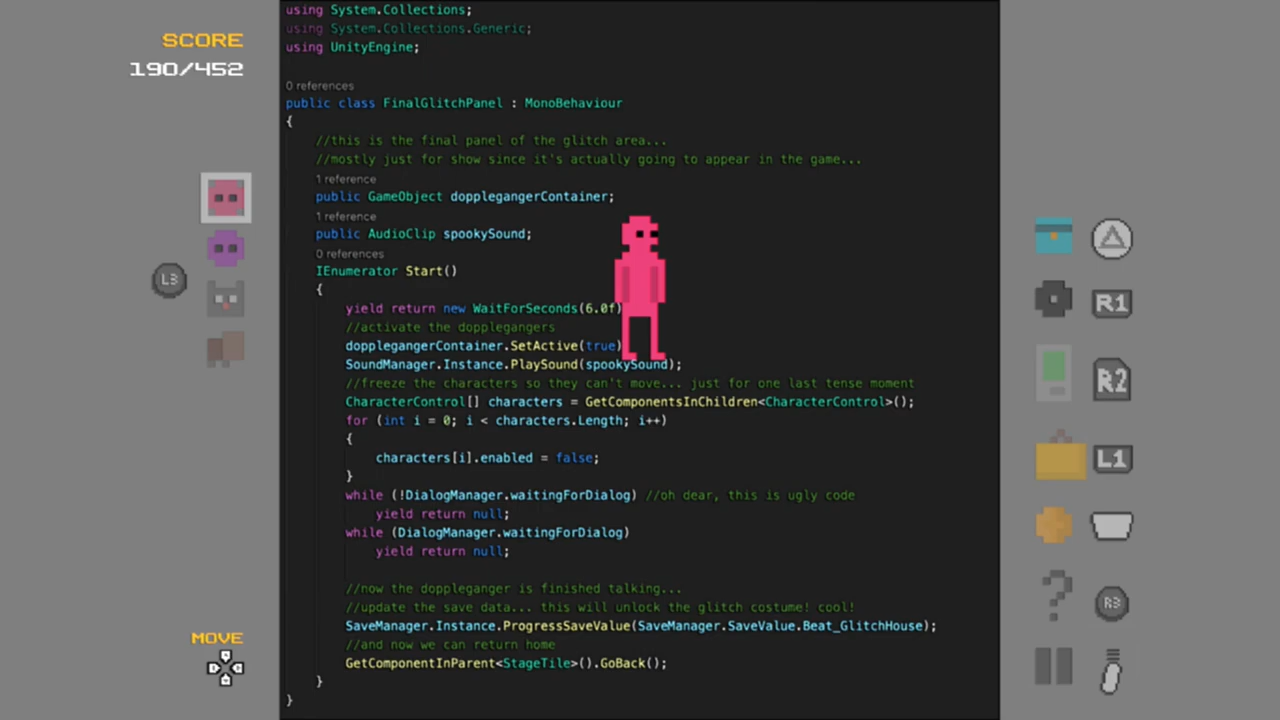 SCORE
190/452
using System.Collections;
using System.Collections.Generic;
using UnityEngine;
0 references
public class FinalGlitchPanel : MonoBehaviour
{
//this is the final panel of the glitch area...
//mostly just for show since it's actually going to appear in the game...
1 reference
public GameObject dopplegangerContainer;
1 reference
public AudioClip spookySound;
0 references
IEnumerator Start()
{
yield return new WaitForSeconds(6.0f)
//activate the dopplegangers
dopplegangerContainer.SetActive(true)
SoundManager.Instance.PlaySound(spookySound);
//freeze the characters so they can't move... just for one last tense moment
CharacterControl[] characters = GetComponentsInChildren<CharacterControl>();
for (int i = 0; i < characters.Length; i++)
{
characters[i].enabled = false;
}
while (!DialogManager.waitingForDialog) //oh dear, this is ugly code
yield return null;
while (DialogManager.waitingForDialog)
yield return null;
//now the doppleganger is finished talking...
//update the save data... this will unlock the glitch costume! cool!
SaveManager.Instance.ProgressSaveValue(SaveManager.SaveValue.Beat_GlitchHouse);
//and now we can return home
GetComponentInParent<StageTile>().GoBack();
}
}
L3
MOVE
R1
R2
L1
?
R3